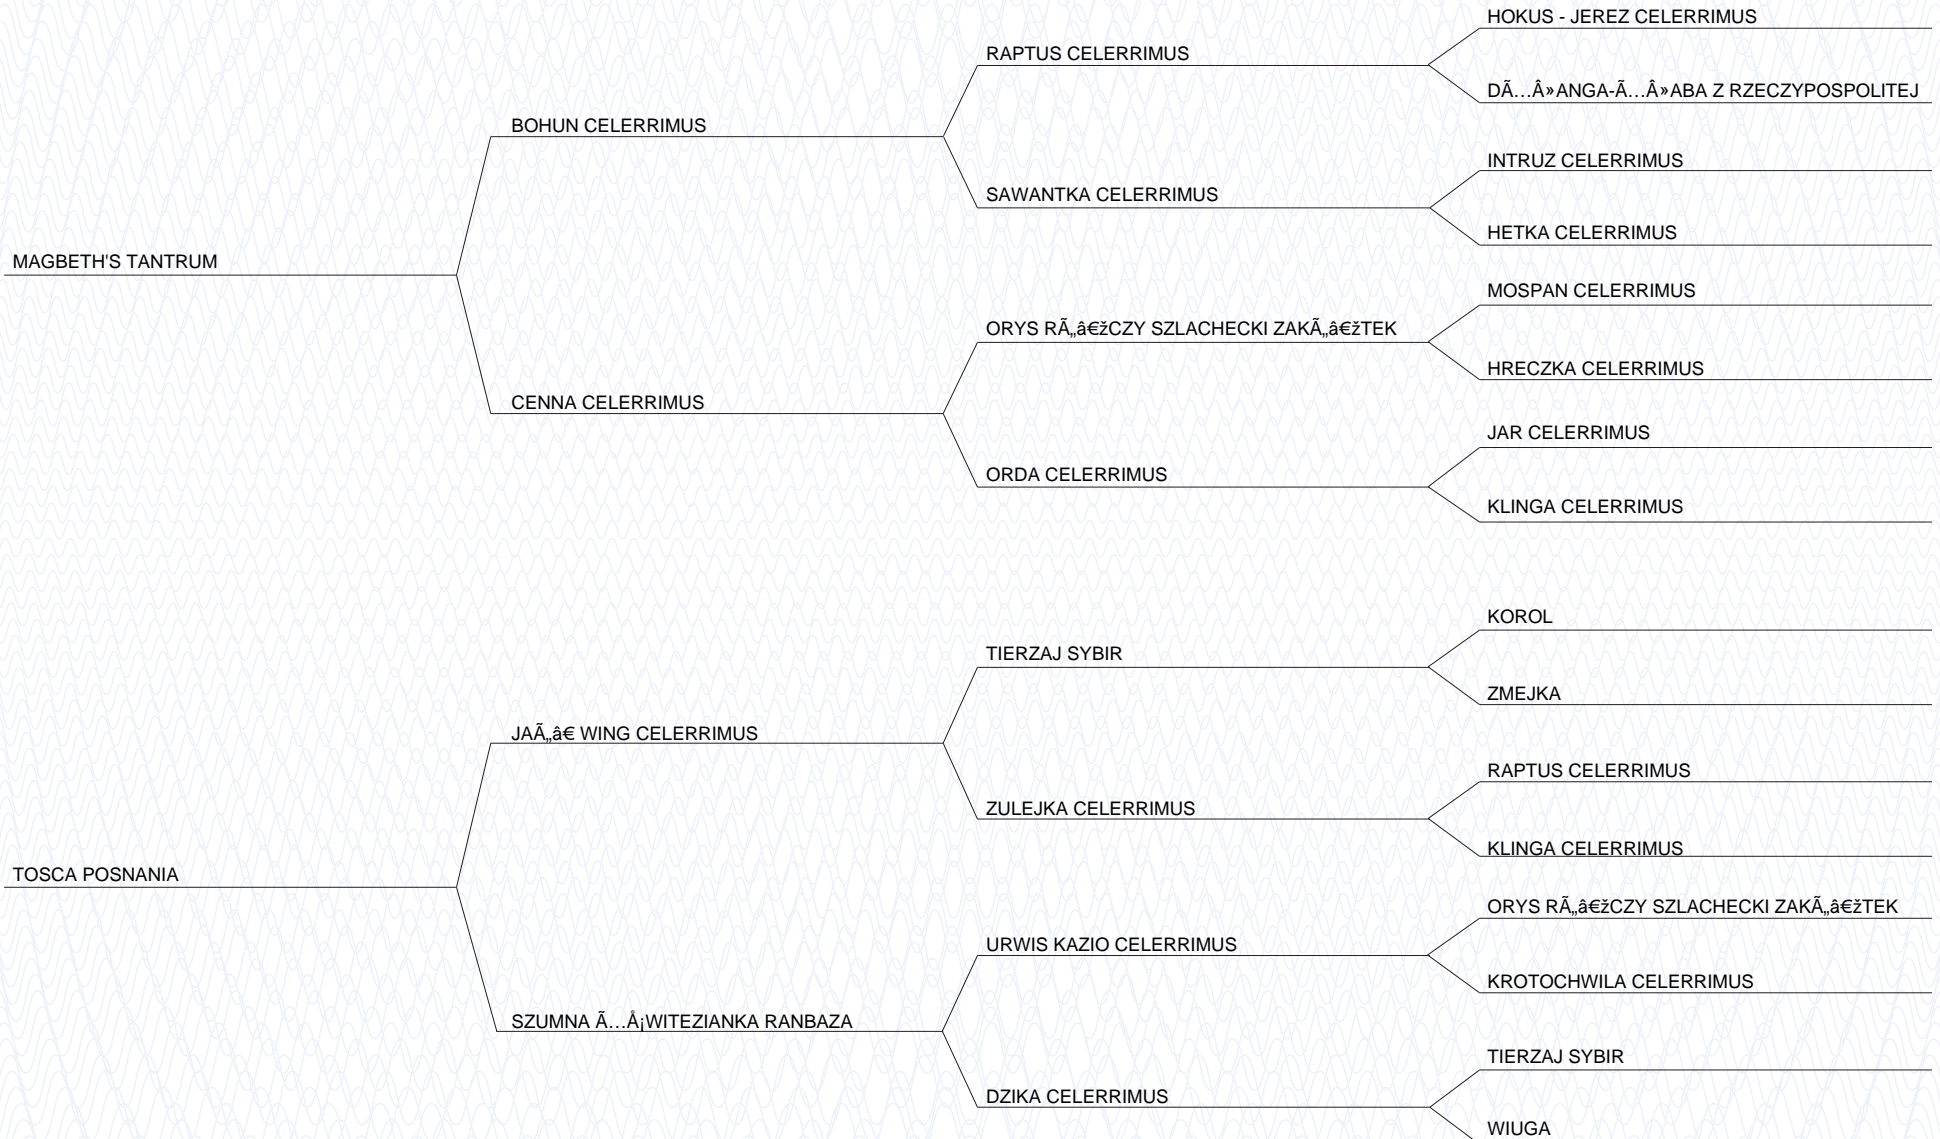 HOKUS - JEREZ CELERRIMUS
RAPTUS CELERRIMUS
DÃ…Â»ANGA-Ã…Â»ABA Z RZECZYPOSPOLITEJ
BOHUN CELERRIMUS
INTRUZ CELERRIMUS
SAWANTKA CELERRIMUS
HETKA CELERRIMUS
MAGBETH'S TANTRUM
MOSPAN CELERRIMUS
ORYS RÃ„â€žCZY SZLACHECKI ZAKÃ„â€žTEK
HRECZKA CELERRIMUS
CENNA CELERRIMUS
JAR CELERRIMUS
ORDA CELERRIMUS
KLINGA CELERRIMUS
KOROL
TIERZAJ SYBIR
ZMEJKA
JAÃ„â€ WING CELERRIMUS
RAPTUS CELERRIMUS
ZULEJKA CELERRIMUS
KLINGA CELERRIMUS
TOSCA POSNANIA
ORYS RÃ„â€žCZY SZLACHECKI ZAKÃ„â€žTEK
URWIS KAZIO CELERRIMUS
KROTOCHWILA CELERRIMUS
SZUMNA Ã…Å¡WITEZIANKA RANBAZA
TIERZAJ SYBIR
DZIKA CELERRIMUS
WIUGA